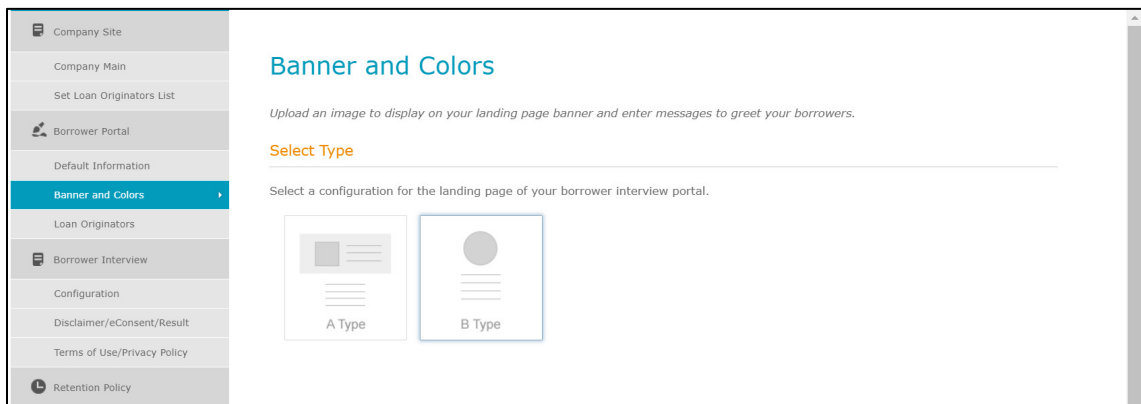 Company Site
Company Main
Set Loan Originators List
Borrower Portal
Default Information
Banner and Colors
Loan Originators
Borrower Interview
Configuration
Disclaimer/eConsent/Result
Terms of Use/Privacy Policy
Retention Policy
Banner and Colors
Upload an image to display on your landing page banner and enter messages to greet your borrowers.
Select Type
Select a configuration for the landing page of your borrower interview portal.
A Type
B Type